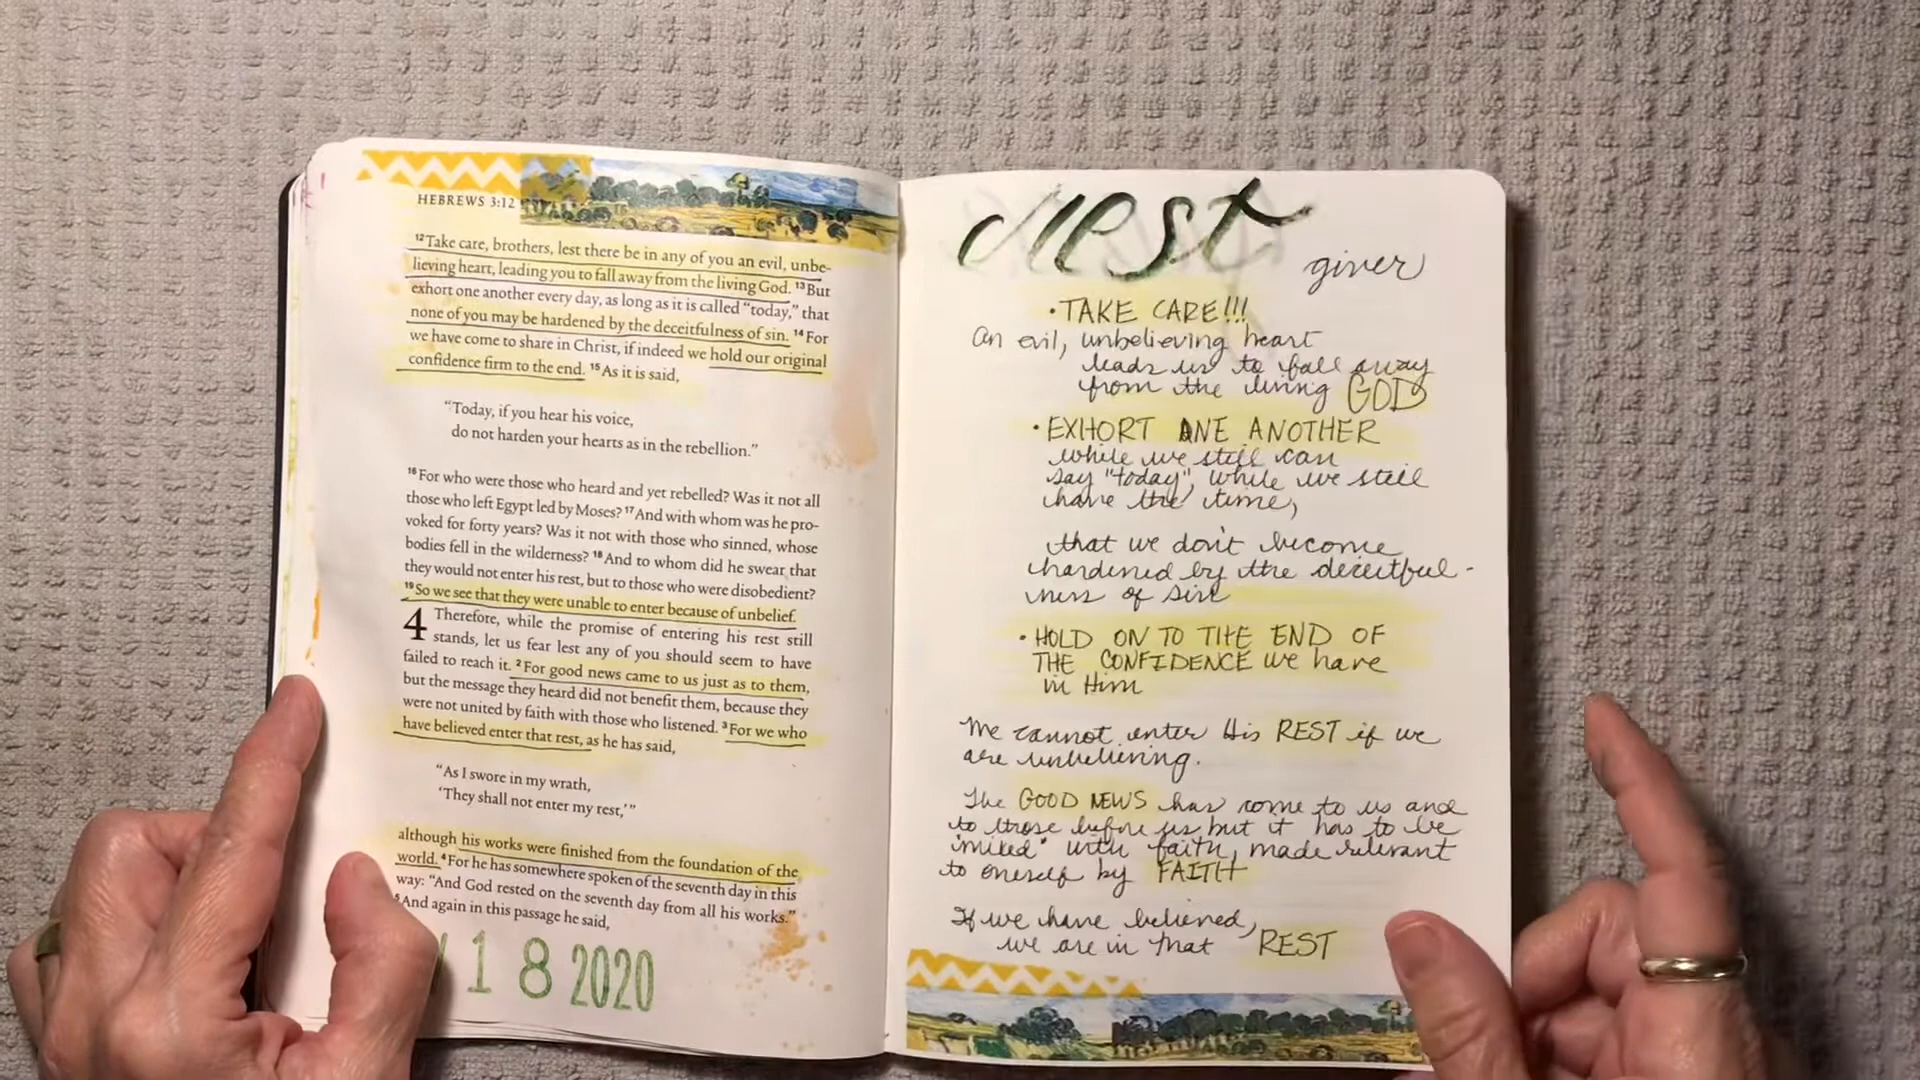 HEBREWS 3:12
¹²Take care, brothers, lest there be in any of you an evil, unbe-
lieving heart, leading you to fall away from the living God. ¹³But
exhort one another every day, as long as it is called “today,” that
none of you may be hardened by the deceitfulness of sin. ¹⁴For
we have come to share in Christ, if indeed we hold our original
confidence firm to the end. ¹⁵As it is said,
“Today, if you hear his voice,
do not harden your hearts as in the rebellion.”
¹⁶For who were those who heard and yet rebelled? Was it not all
those who left Egypt led by Moses? ¹⁷And with whom was he pro-
voked for forty years? Was it not with those who sinned, whose
bodies fell in the wilderness? ¹⁸And to whom did he swear that
they would not enter his rest, but to those who were disobedient?
¹⁹So we see that they were unable to enter because of unbelief.
4 Therefore, while the promise of entering his rest still
stands, let us fear lest any of you should seem to have
failed to reach it. ²For good news came to us just as to them,
but the message they heard did not benefit them, because they
were not united by faith with those who listened. ³For we who
have believed enter that rest, as he has said,
“As I swore in my wrath,
‘They shall not enter my rest,’”
although his works were finished from the foundation of the
world. ⁴For he has somewhere spoken of the seventh day in this
way: “And God rested on the seventh day from all his works.”
⁵And again in this passage he said,
18 2020
rest
giver
• TAKE CARE!!!
An evil, unbelieving heart
leads us to fall away
from the living GOD
• EXHORT ONE ANOTHER
while we still can
say "today", while we still
have the time,
that we don't become
hardened by the deceitful-
ness of sin
• HOLD ON TO THE END OF
THE CONFIDENCE we have
in Him
We cannot enter His REST if we
are unbelieving.
The GOOD NEWS has come to us and
to those before us but it has to be
"mixed" with faith, made relevant
to oneself by FAITH
If we have believed,
we are in that REST